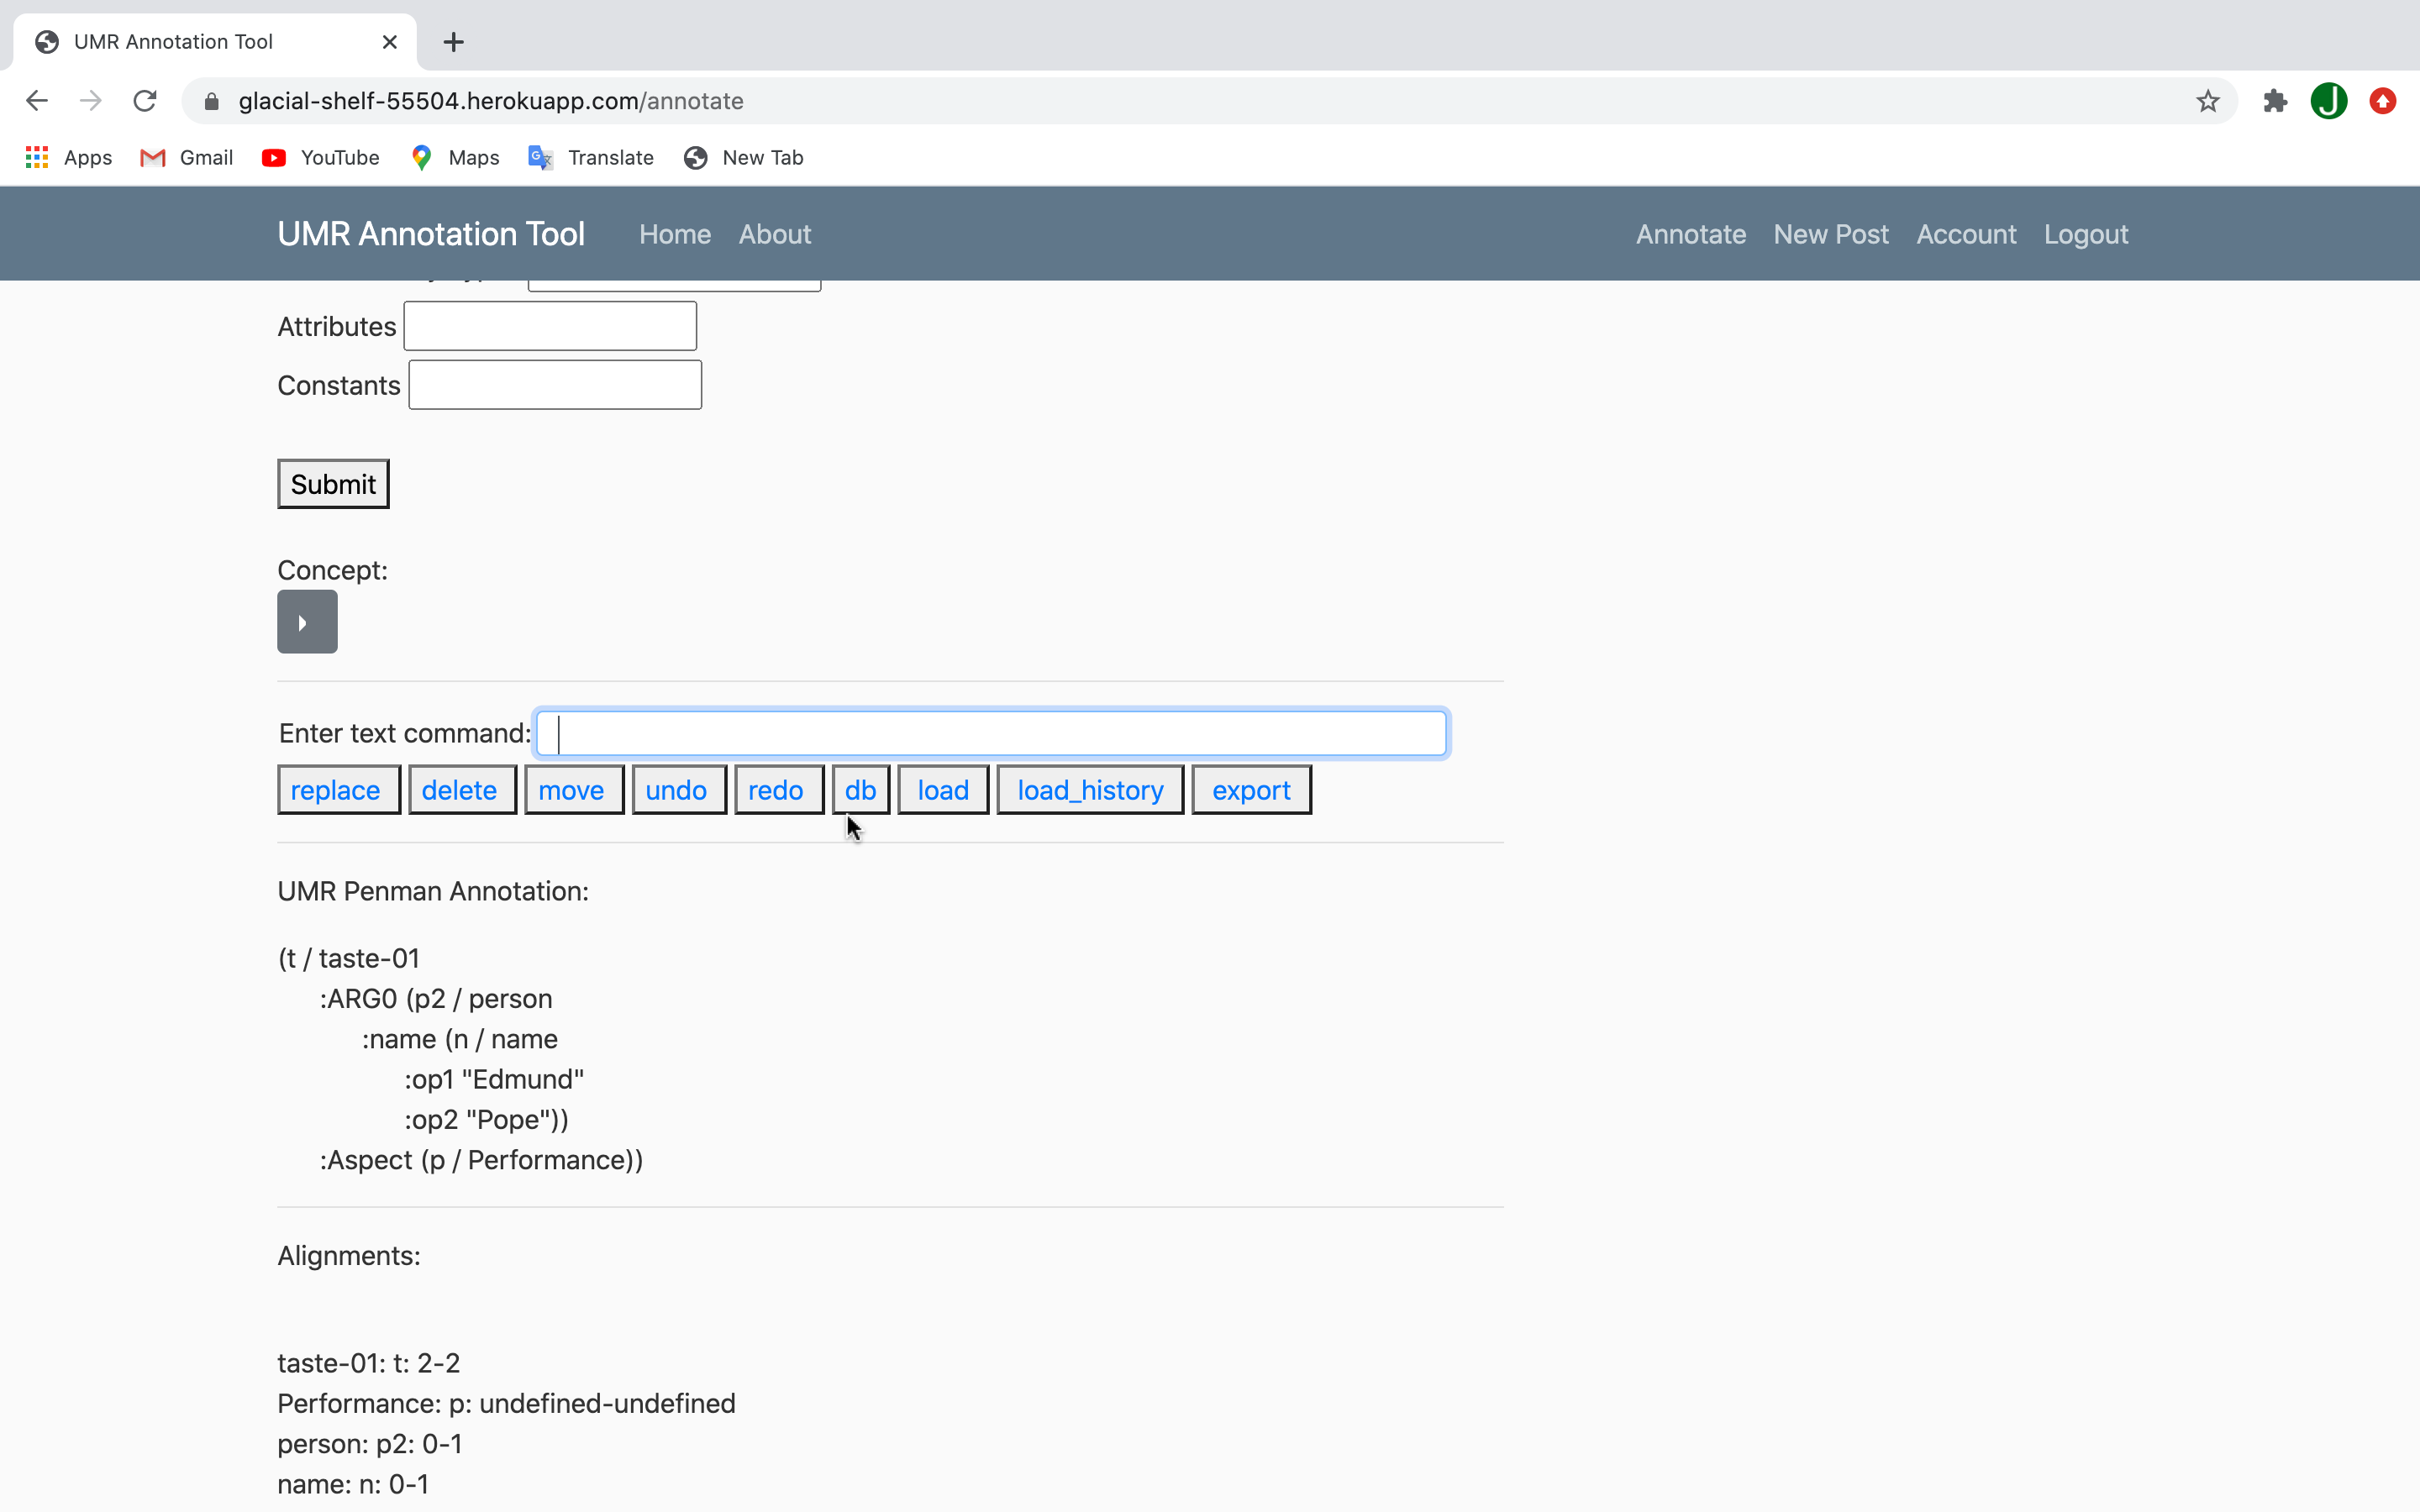 UMR Annotation Tool
glacial-shelf-55504.herokuapp.com/annotate
J
Apps Gmail YouTube Maps Translate New Tab
UMR Annotation Tool Home About Annotate New Post Account Logout
Attributes
Constants
Submit
Concept:
Enter text command:
replace delete move undo redo db load load_history export
UMR Penman Annotation:
(t / taste-01
:ARG0 (p2 / person
:name (n / name
:op1 "Edmund"
:op2 "Pope"))
:Aspect (p / Performance))
Alignments:
taste-01: t: 2-2
Performance: p: undefined-undefined
person: p2: 0-1
name: n: 0-1